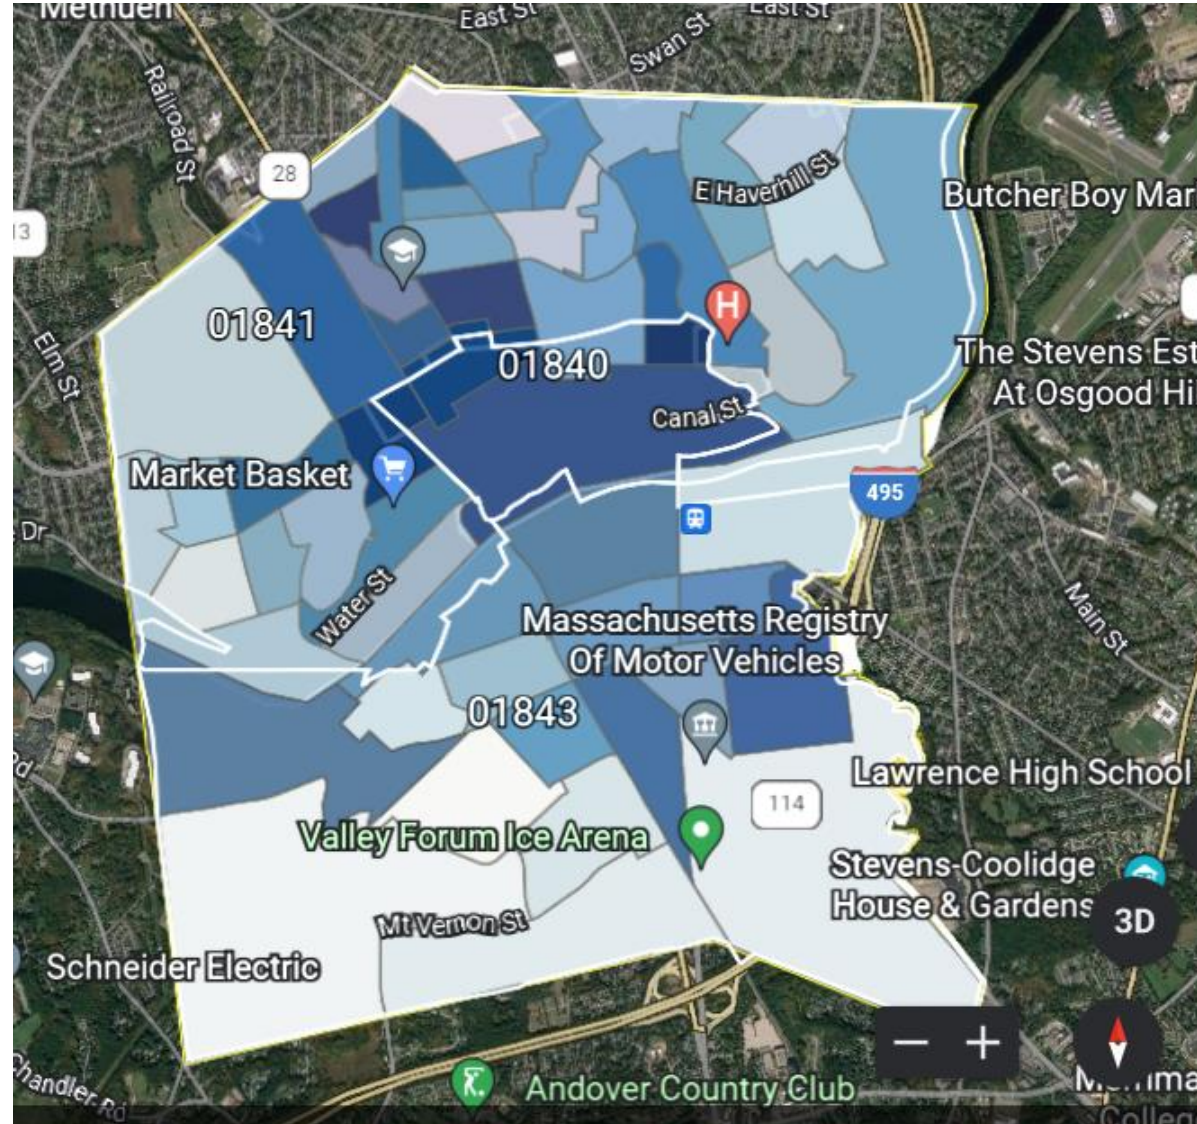 Methuen
East St
East St
Swan St
Railroad St
28
E Haverhill St
Butcher Boy Mar
13
H
01841
Elm St
01840
The Stevens Est
At Osgood Hi
Canal St
Market Basket
495
Dr
Water St
Main St
Massachusetts Registry
Of Motor Vehicles
01843
Lawrence High School
114
Valley Forum Ice Arena
Stevens-Coolidge
House & Gardens
3D
Mt Vernon St
Schneider Electric
− +
Chandler Rd
Andover Country Club
Merrima
Colleg